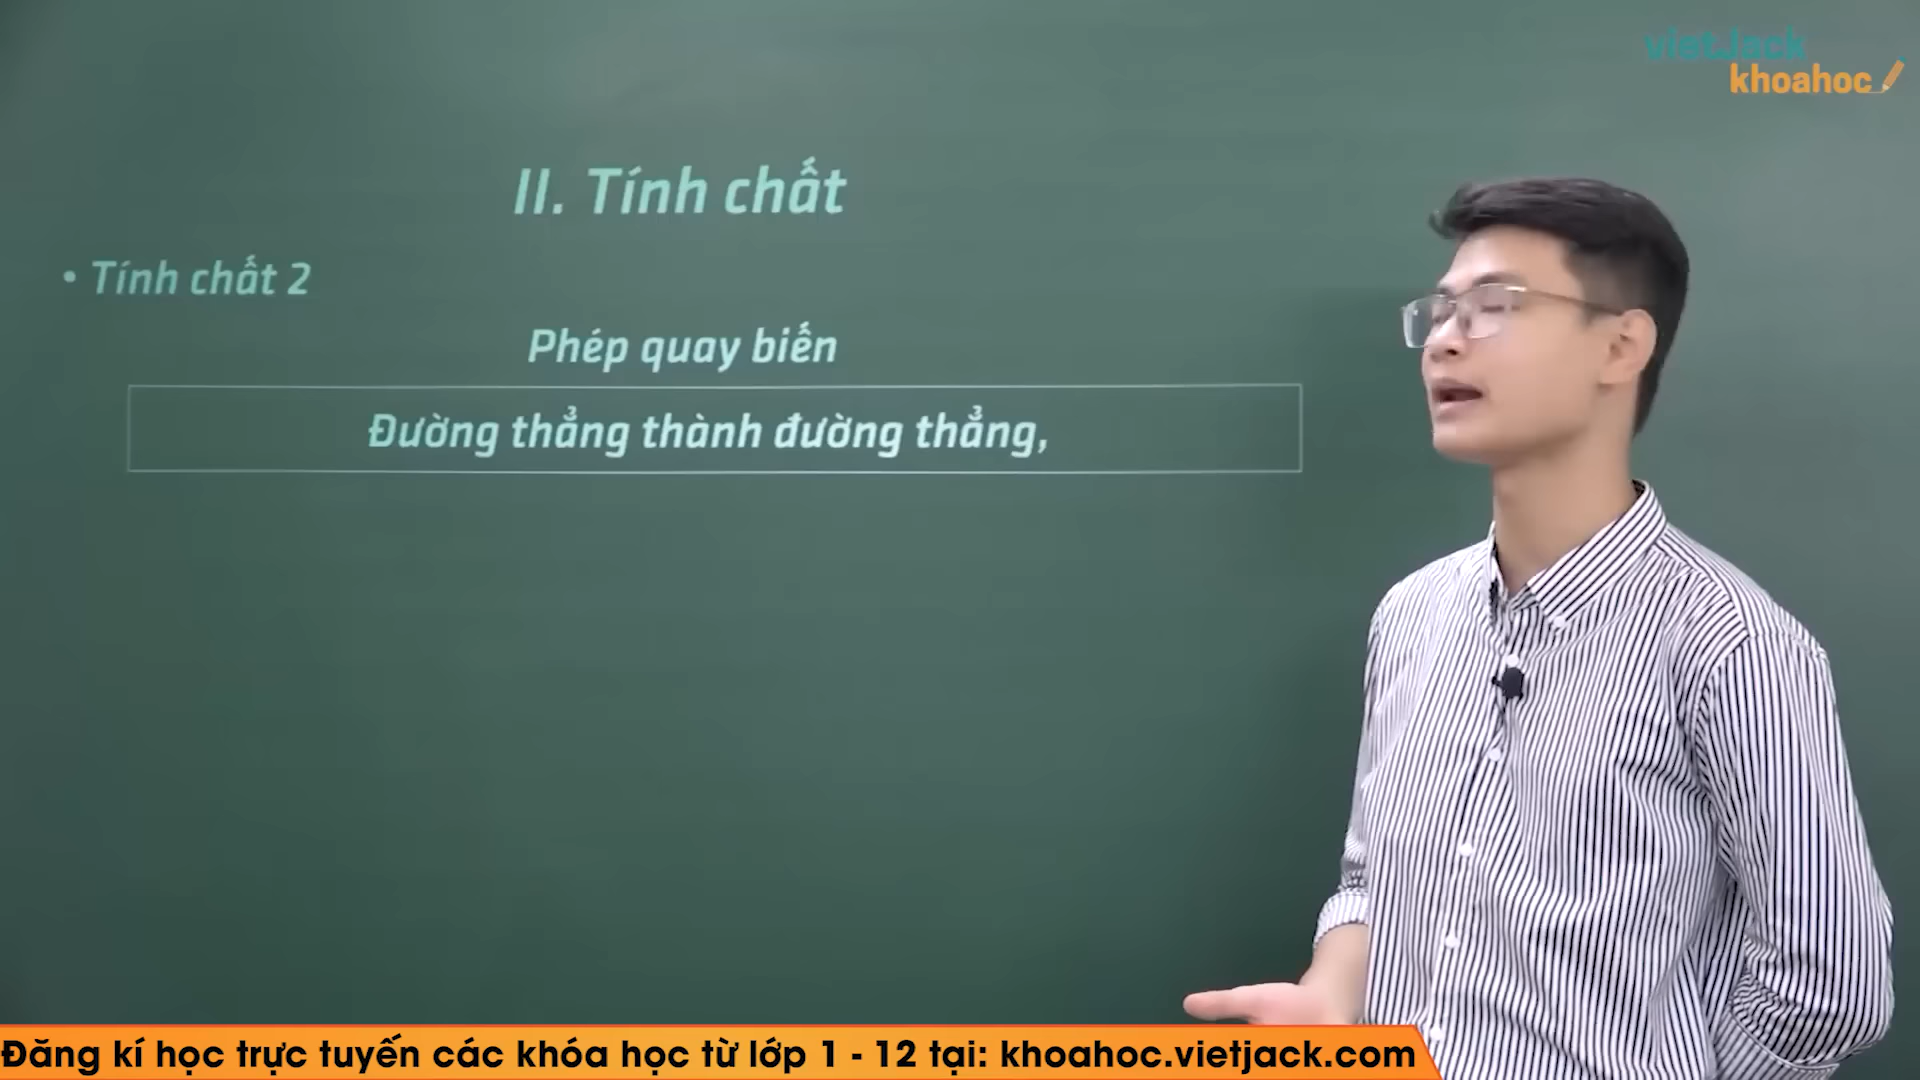 vietJack
khoahoc
II. Tính chất
• Tính chất 2
Phép quay biến
Đường thẳng thành đường thẳng,
Đăng kí học trực tuyến các khóa học từ lớp 1 - 12 tại: khoahoc.vietjack.com